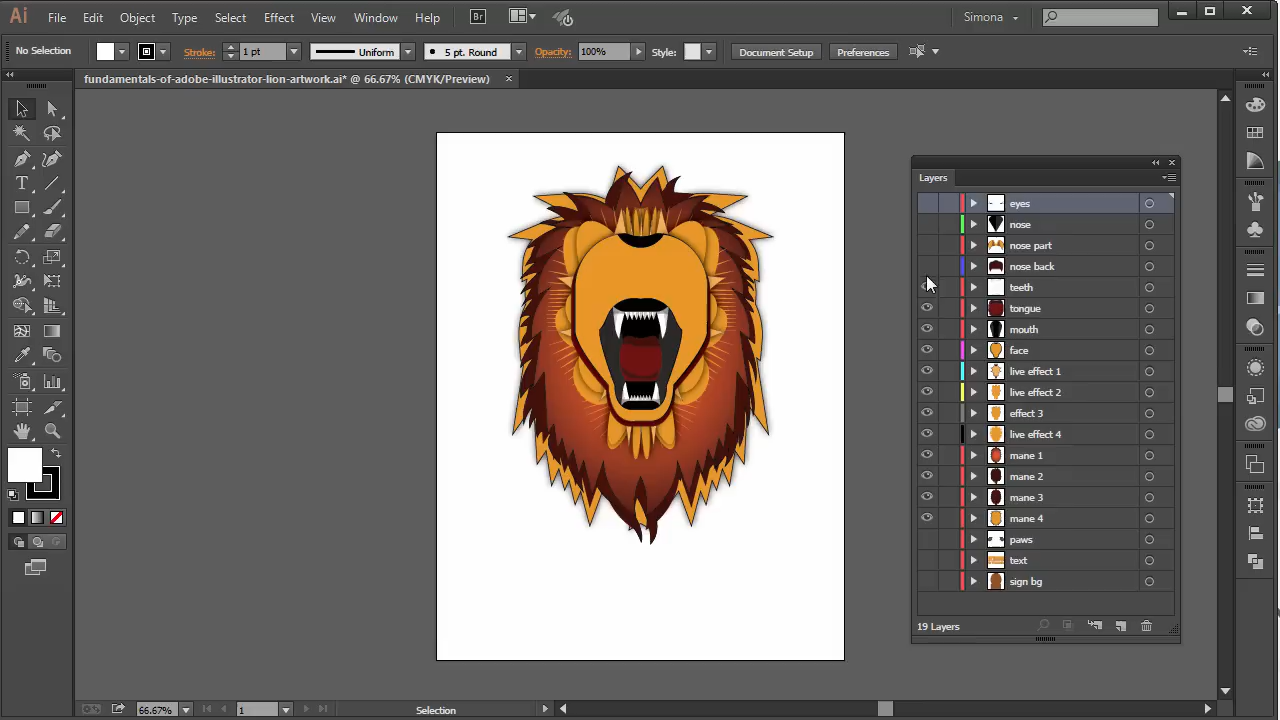 Ai File Edit Object Type Select Effect View Window Help Br Simona
No Selection Stroke: 1 pt Uniform 5 pt. Round Opacity: 100% Style: Document Setup Preferences
fundamentals-of-adobe-illustrator-lion-artwork.ai* @ 66.67% (CMYK/Preview)
Layers
eyes
nose
nose part
nose back
teeth
tongue
mouth
face
live effect 1
live effect 2
effect 3
live effect 4
mane 1
mane 2
mane 3
mane 4
paws
text
sign bg
19 Layers
66.67% 1 Selection